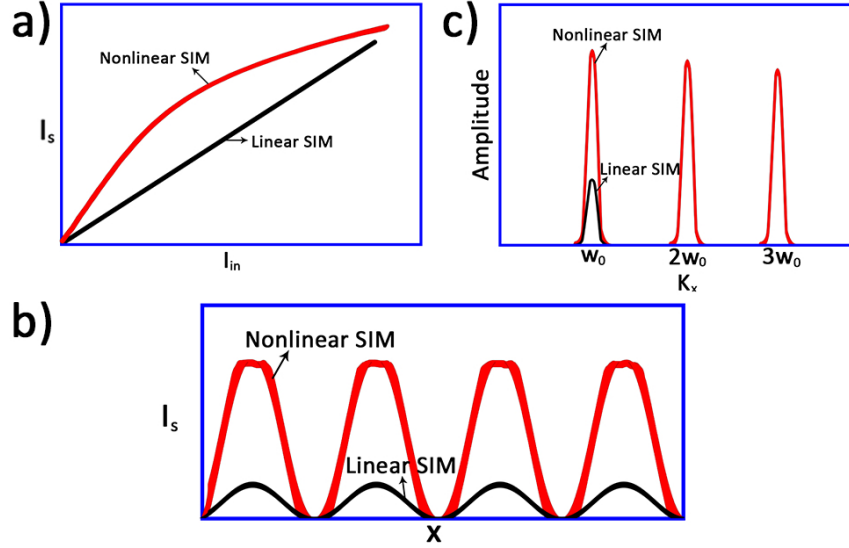 a)
Nonlinear SIM
Linear SIM
Is
Iin
c)
Nonlinear SIM
Linear SIM
Amplitude
w0
2w0
3w0
Kx
b)
Nonlinear SIM
Linear SIM
Is
x